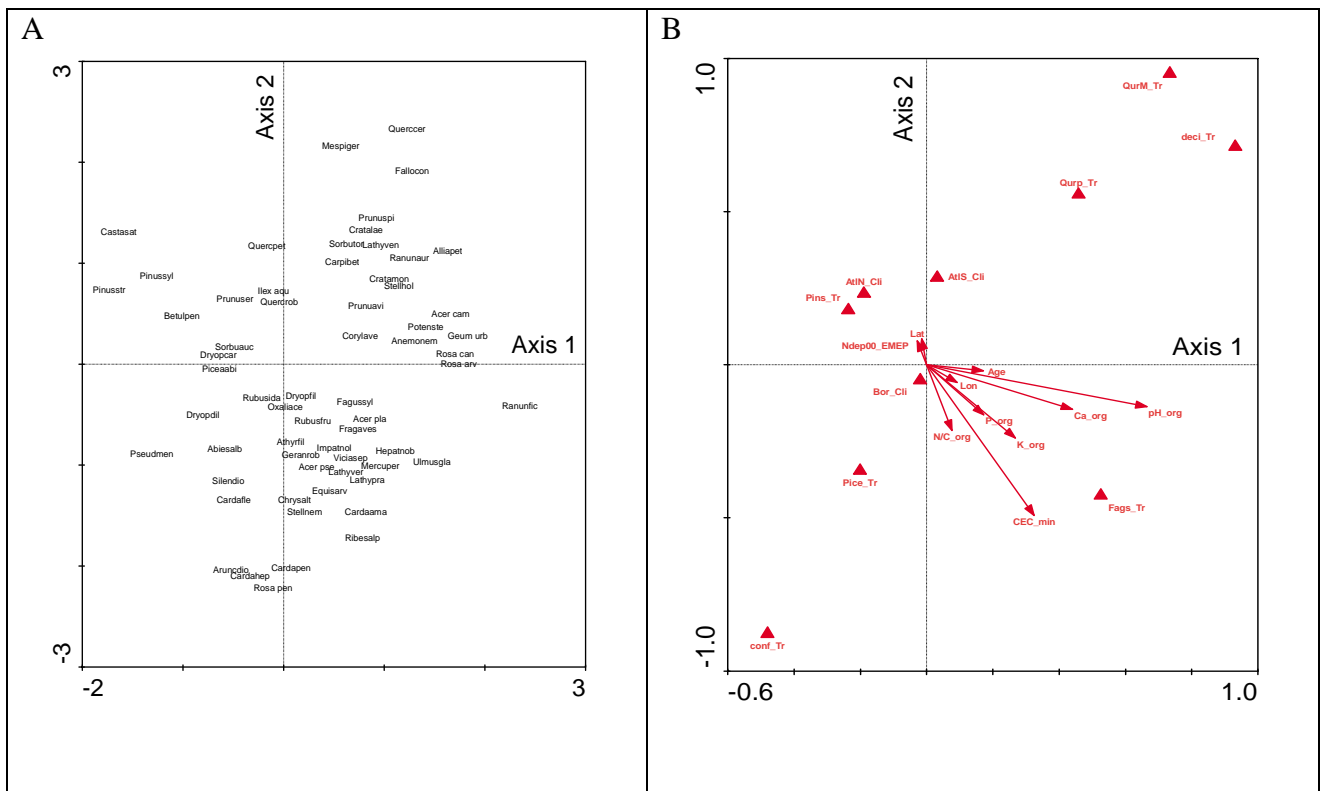 A
3
Axis 2
Querccer
Mespiger
Fallocon
Prunuspi
Cratalae
Castasat
Quercpet
Sorbutor
Lathyven
Alliapet
Ranunaur
Carpibet
Pinussyl
Cratamon
Stellhol
Pinusstr
Ilex aqu
Prunuser
Quercrob
Prunuavi
Betulpen
Acer cam
Potenste
Corylave
Geum urb
Anemonem
Axis 1
Sorbuauc
Dryopcar
Rosa can
Rosa arv
Piceaabi
Rubusida
Dryopfil
Fagussyl
Oxaliace
Ranunfic
Dryopdil
Rubusfru
Acer pla
Fragaves
Athyrfil
Abiesalb
Impatnol
Hepatnob
Pseudmen
Geranrob
Viciasep
Ulmusgla
Acer pse
Mercuper
Lathyver
Silendio
Lathypra
Equisarv
Cardafle
Chrysalt
Stellnem
Cardaama
Ribesalp
Aruncdio
Cardapen
Cardahep
Rosa pen
-3
-2
3
B
1.0
Axis 2
QurM_Tr
deci_Tr
Qurp_Tr
AtlS_Cli
AtlN_Cli
Pins_Tr
Lat
Ndep00_EMEP
Axis 1
Age
Lon
Bor_Cli
P_org
Ca_org
pH_org
N/C_org
K_org
Pice_Tr
Fags_Tr
CEC_min
conf_Tr
-1.0
-0.6
1.0